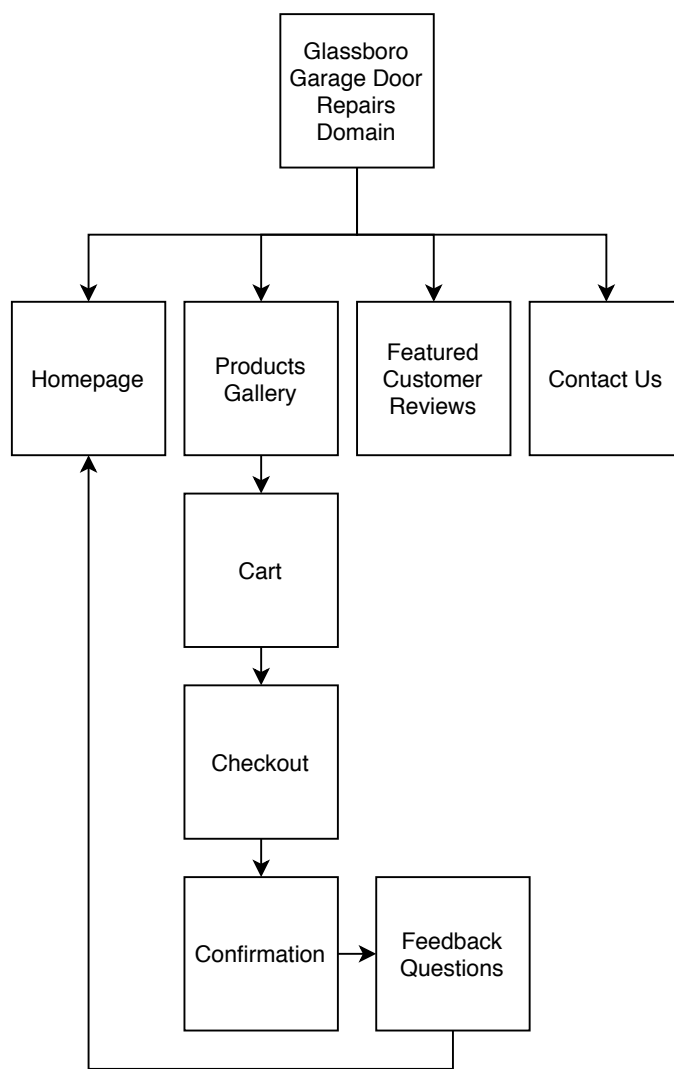 Glassboro
Garage Door
Repairs
Domain
Homepage
Products
Gallery
Featured
Customer
Reviews
Contact Us
Cart
Checkout
Confirmation
Feedback
Questions